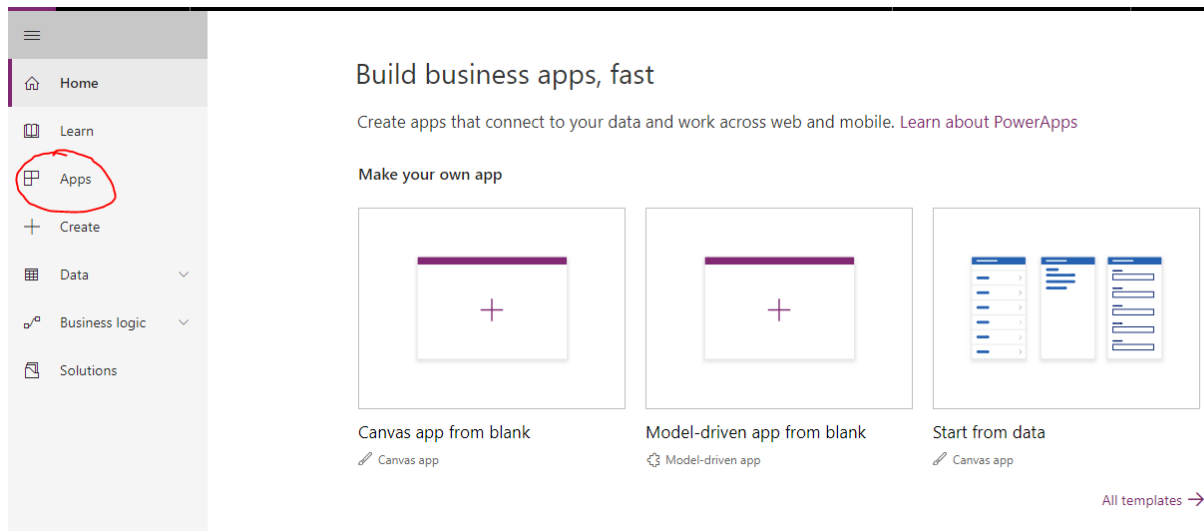 Home
Learn
Apps
Create
Data
Business logic
Solutions
Build business apps, fast
Create apps that connect to your data and work across web and mobile. Learn about PowerApps
Make your own app
Canvas app from blank
Canvas app
Model-driven app from blank
Model-driven app
Start from data
Canvas app
All templates